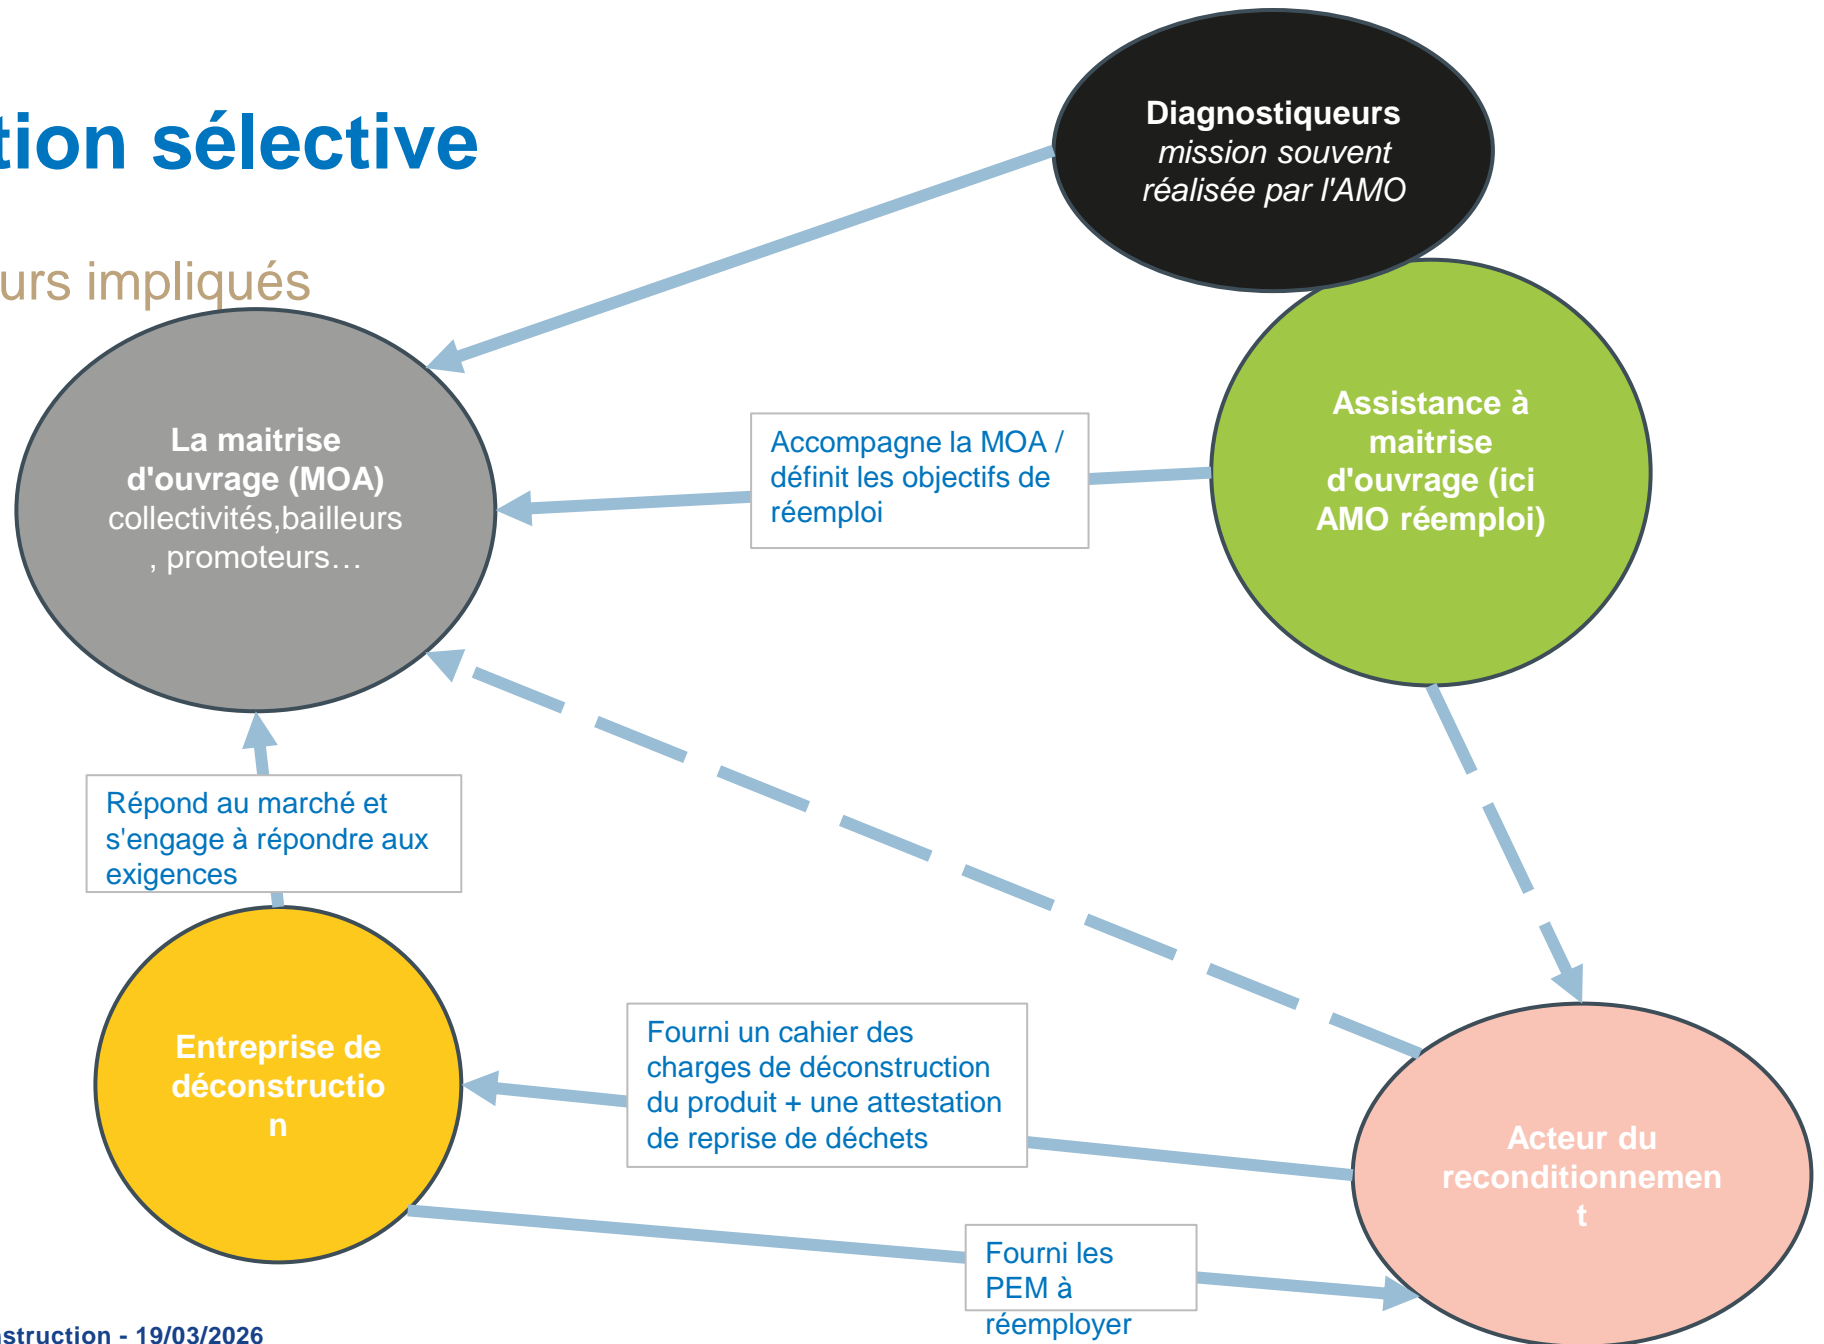 tion sélective
urs impliqués
Diagnostiqueurs
mission souvent
réalisée par l'AMO
La maitrise
d'ouvrage (MOA)
collectivités,bailleurs
, promoteurs…
Accompagne la MOA /
définit les objectifs de
réemploi
Assistance à
maitrise
d'ouvrage (ici
AMO réemploi)
Répond au marché et
s'engage à répondre aux
exigences
Entreprise de
déconstructio
n
Fourni un cahier des
charges de déconstruction
du produit + une attestation
de reprise de déchets
Acteur du
reconditionnemen
t
Fourni les
PEM à
réemployer
nstruction - 19/03/2026